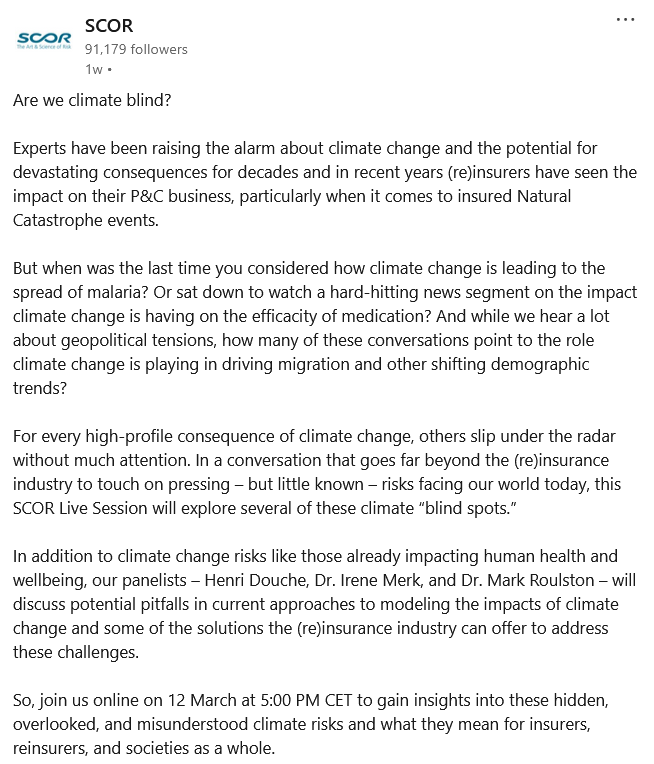 SCOR
The Art & Science of Risk
SCOR
91,179 followers
1w •
Are we climate blind?
Experts have been raising the alarm about climate change and the potential for
devastating consequences for decades and in recent years (re)insurers have seen the
impact on their P&C business, particularly when it comes to insured Natural
Catastrophe events.
But when was the last time you considered how climate change is leading to the
spread of malaria? Or sat down to watch a hard-hitting news segment on the impact
climate change is having on the efficacy of medication? And while we hear a lot
about geopolitical tensions, how many of these conversations point to the role
climate change is playing in driving migration and other shifting demographic
trends?
For every high-profile consequence of climate change, others slip under the radar
without much attention. In a conversation that goes far beyond the (re)insurance
industry to touch on pressing – but little known – risks facing our world today, this
SCOR Live Session will explore several of these climate “blind spots.”
In addition to climate change risks like those already impacting human health and
wellbeing, our panelists – Henri Douche, Dr. Irene Merk, and Dr. Mark Roulston – will
discuss potential pitfalls in current approaches to modeling the impacts of climate
change and some of the solutions the (re)insurance industry can offer to address
these challenges.
So, join us online on 12 March at 5:00 PM CET to gain insights into these hidden,
overlooked, and misunderstood climate risks and what they mean for insurers,
reinsurers, and societies as a whole.